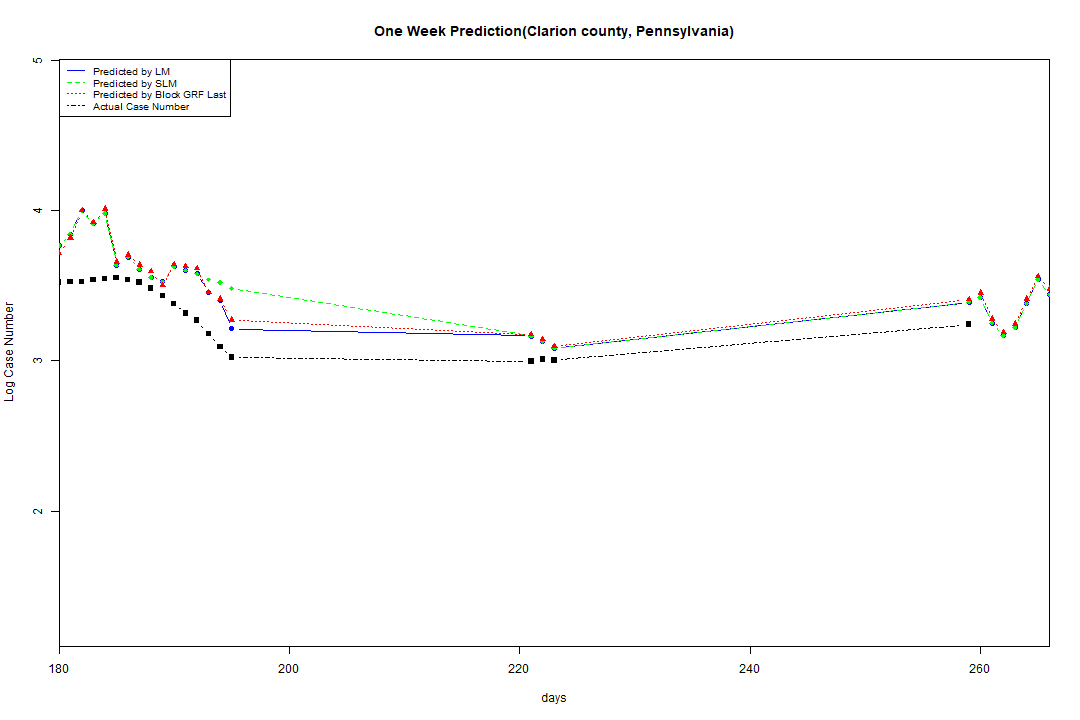 One Week Prediction(Clarion county, Pennsylvania)
Predicted by LM
Predicted by SLM
Predicted by Block GRF Last
Actual Case Number
5
4
3
2
Log Case Number
180 200 220 240 260
days